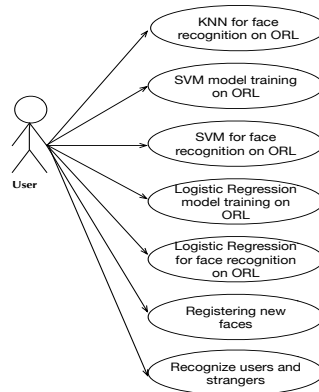 KNN for face
recognition on ORL
SVM model training
on ORL
SVM for face
recognition on ORL
User
Logistic Regression
model training on
ORL
Logistic Regression
for face recognition
on ORL
Registering new
faces
Recognize users and
strangers